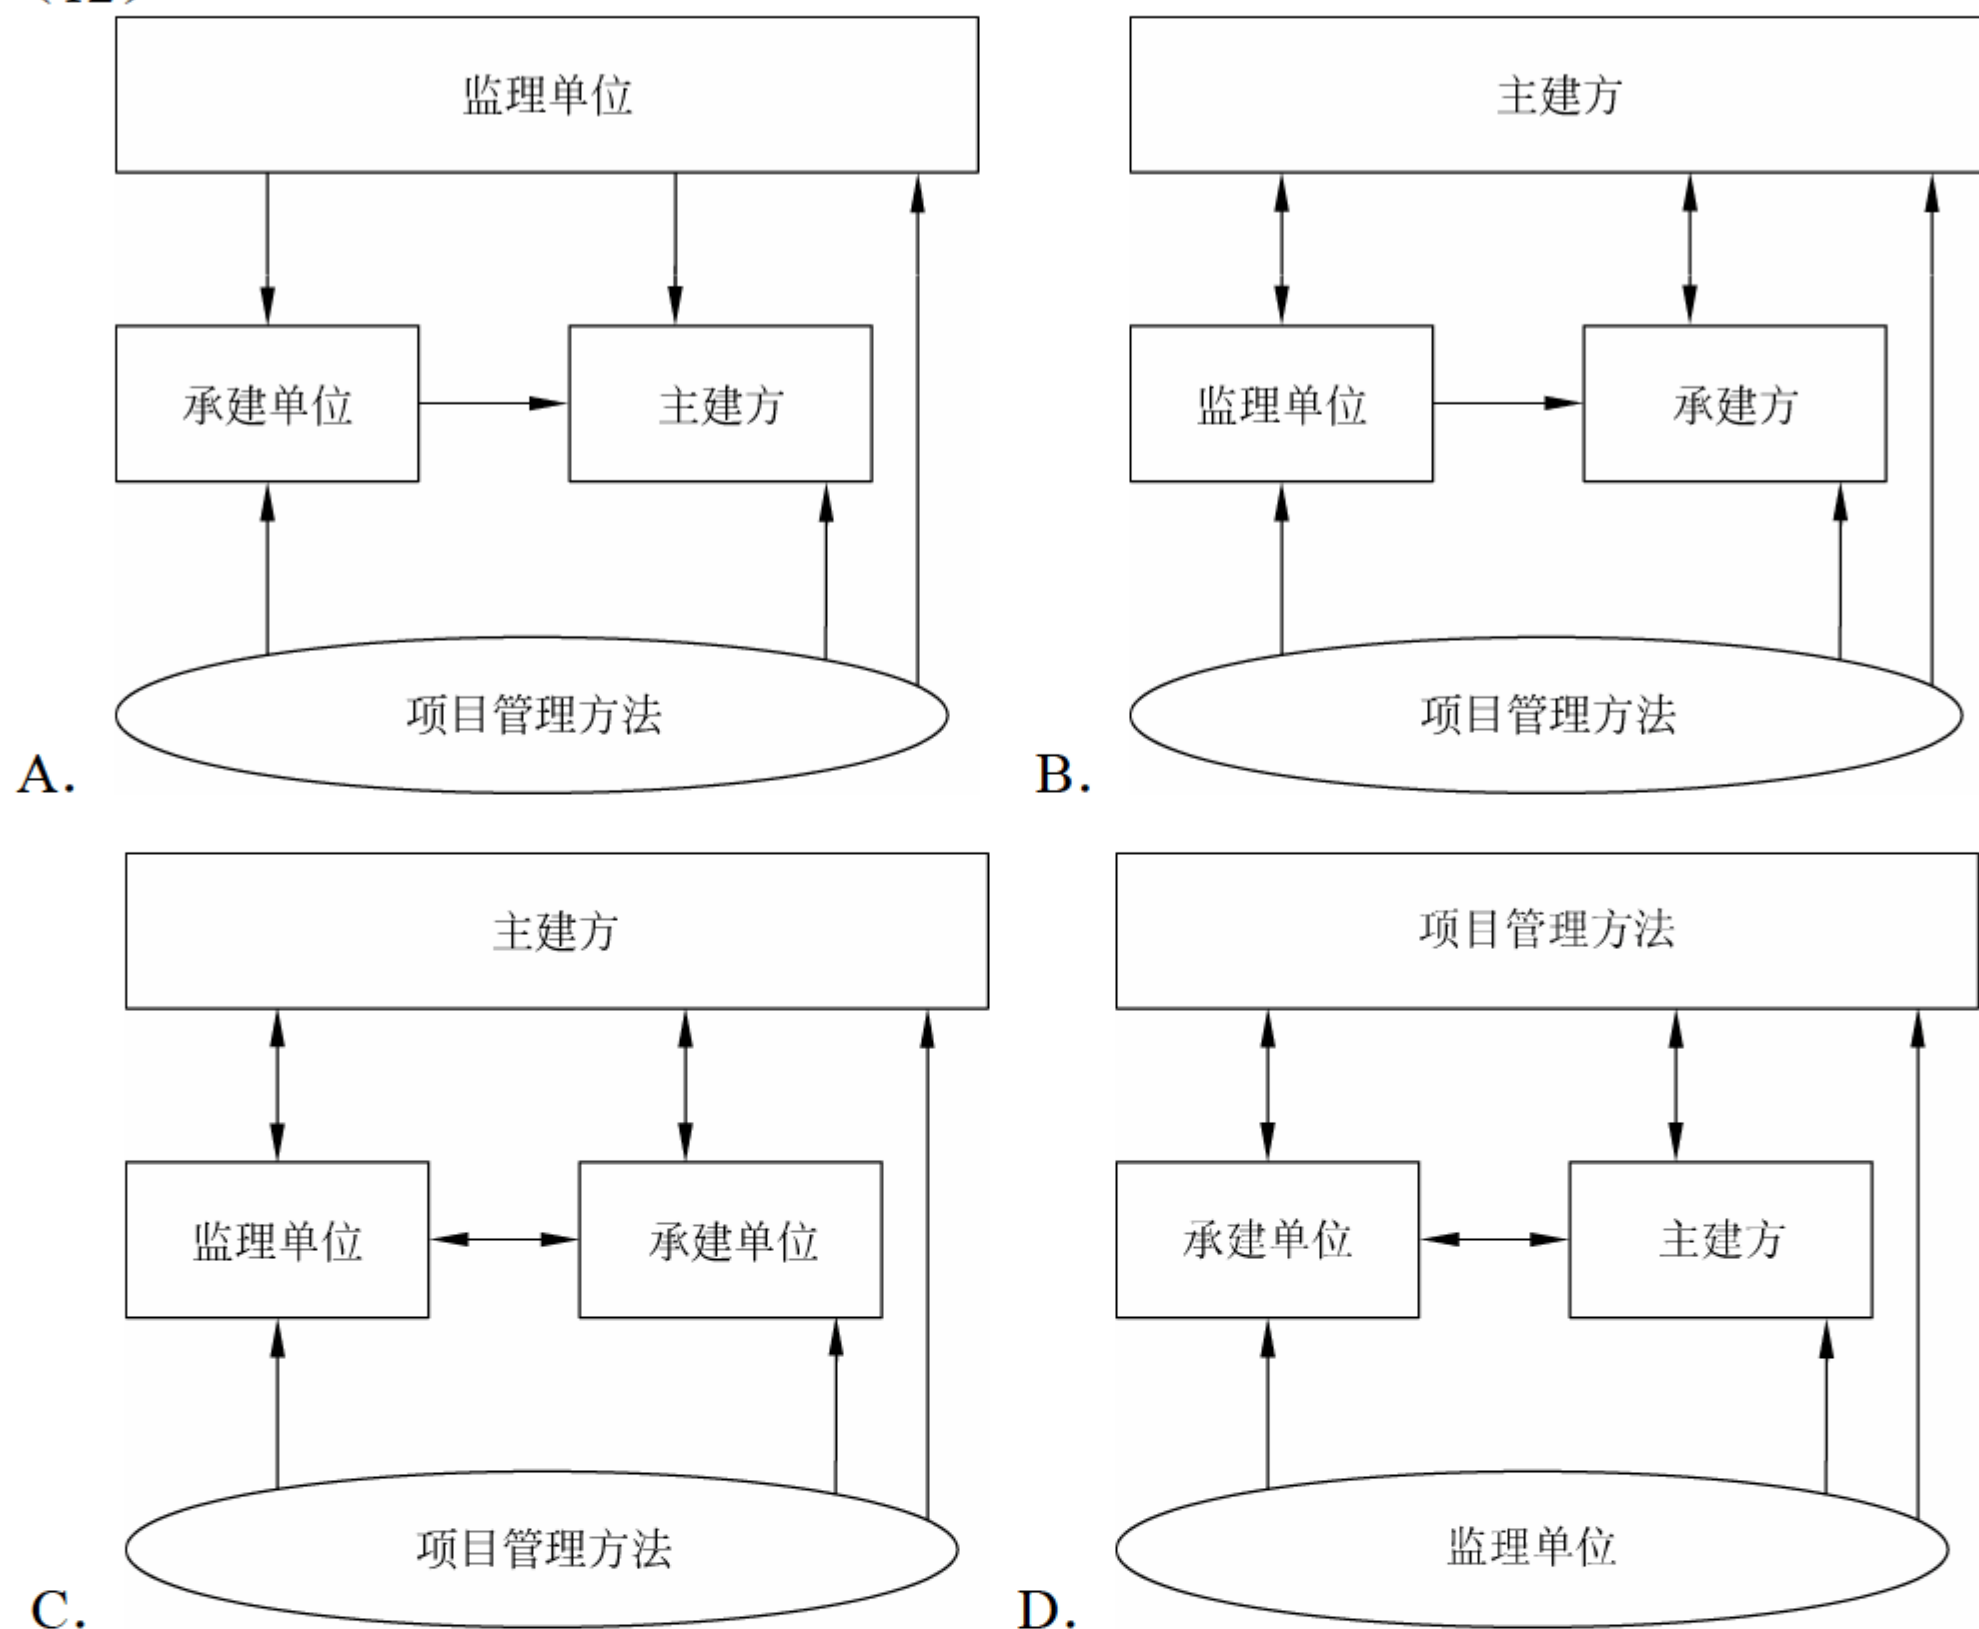 监理单位
主建方
承建单位
主建方
监理单位
承建方
项目管理方法
项目管理方法
A.
B.
主建方
项目管理方法
监理单位
承建单位
承建单位
主建方
项目管理方法
监理单位
C.
D.